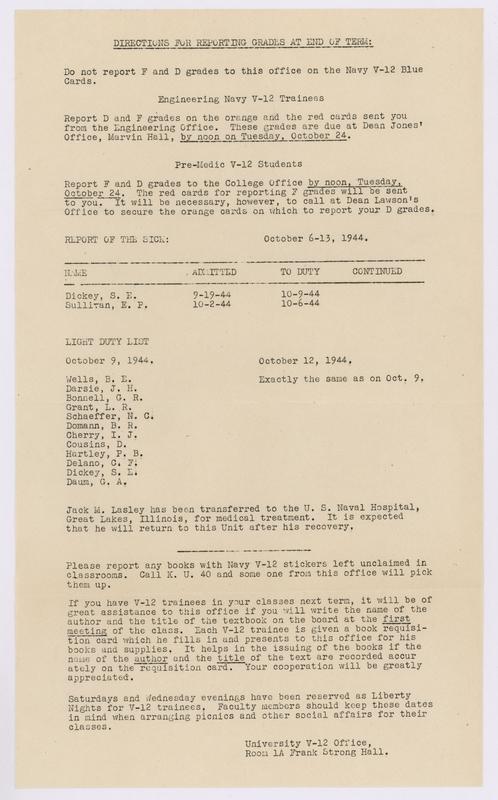 DIRECTIONS FOR REPORTING GRADES AT END OF TERM:
Do not report F and D grades to this office on the Navy V-12 Blue
Cards.
Engineering Navy V-12 Trainees
Report D and F grades on the orange and the red cards sent you
from the Engineering Office. These grades are due at Dean Jones'
Office, Marvin Hall, by noon on Tuesday, October 24.
Pre-Medic V-12 Students
Report F and D grades to the College Office by noon, Tuesday,
October 24. The red cards for reporting F grades will be sent
to you. It will be necessary, however, to call at Dean Lawson's
Office to secure the orange cards on which to report your D grades.
REPORT OF THE SICK: October 6-13, 1944.
NAME ADMITTED TO DUTY CONTINUED
Dickey, S. E. 9-19-44 10-9-44
Sullivan, E. P. 10-2-44 10-6-44
LIGHT DUTY LIST
October 9, 1944. October 12, 1944.
Wells, B. E. Exactly the same as on Oct. 9.
Darsie, J. H.
Bonnell, G. R.
Grant, L. R.
Schaeffer, N. C.
Domann, B. R.
Cherry, I. J.
Cousins, D.
Hartley, P. B.
Delano, C. F.
Dickey, S. E.
Daum, G. A.
Jack M. Lasley has been transferred to the U. S. Naval Hospital,
Great Lakes, Illinois, for medical treatment. It is expected
that he will return to this Unit after his recovery.
Please report any books with Navy V-12 stickers left unclaimed in
classrooms. Call K. U. 40 and some one from this office will pick
them up.
If you have V-12 trainees in your classes next term, it will be of
great assistance to this office if you will write the name of the
author and the title of the textbook on the board at the first
meeting of the class. Each V-12 trainee is given a book requisi-
tion card which he fills in and presents to this office for his
books and supplies. It helps in the issuing of the books if the
name of the author and the title of the text are recorded accur
ately on the requisition card. Your cooperation will be greatly
appreciated.
Saturdays and Wednesday evenings have been reserved as Liberty
Nights for V-12 trainees. Faculty members should keep these dates
in mind when arranging picnics and other social affairs for their
classes.
University V-12 Office,
Room 1A Frank Strong Hall.